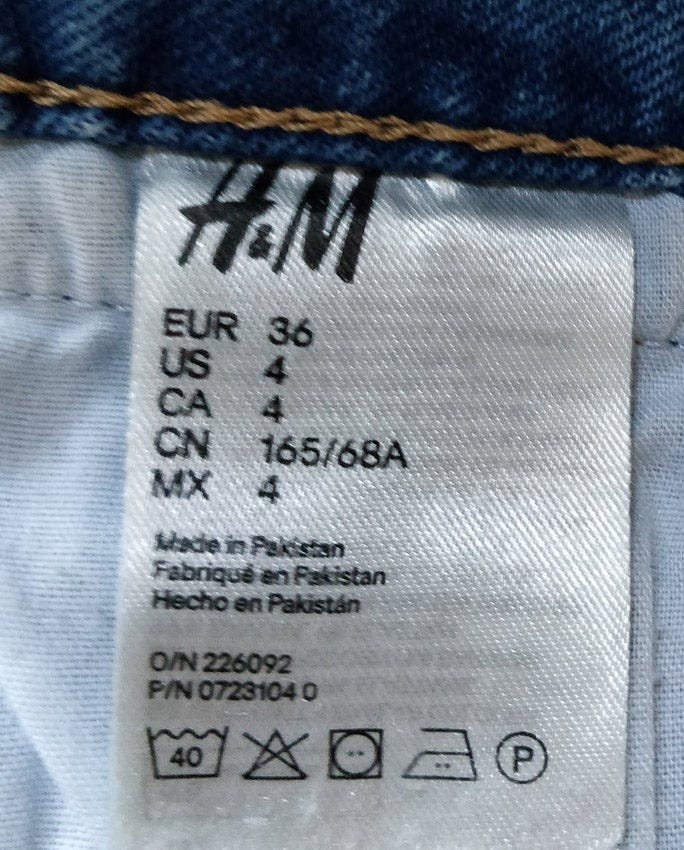 H&M
EUR 36
US 4
CA 4
CN 165/68A
MX 4
Made in Pakistan
Fabriqué en Pakistan
Hecho en Pakistán
O/N 226092
P/N 0723104 0
40
P